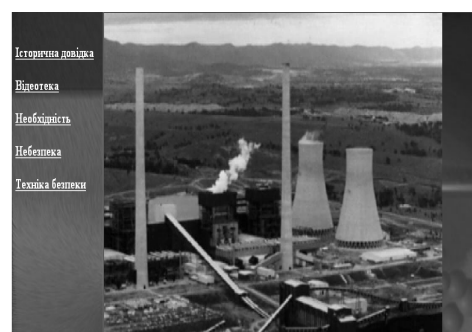 Історична довідка
Відеотека
Необхідність
Небезпека
Техніка безпеки